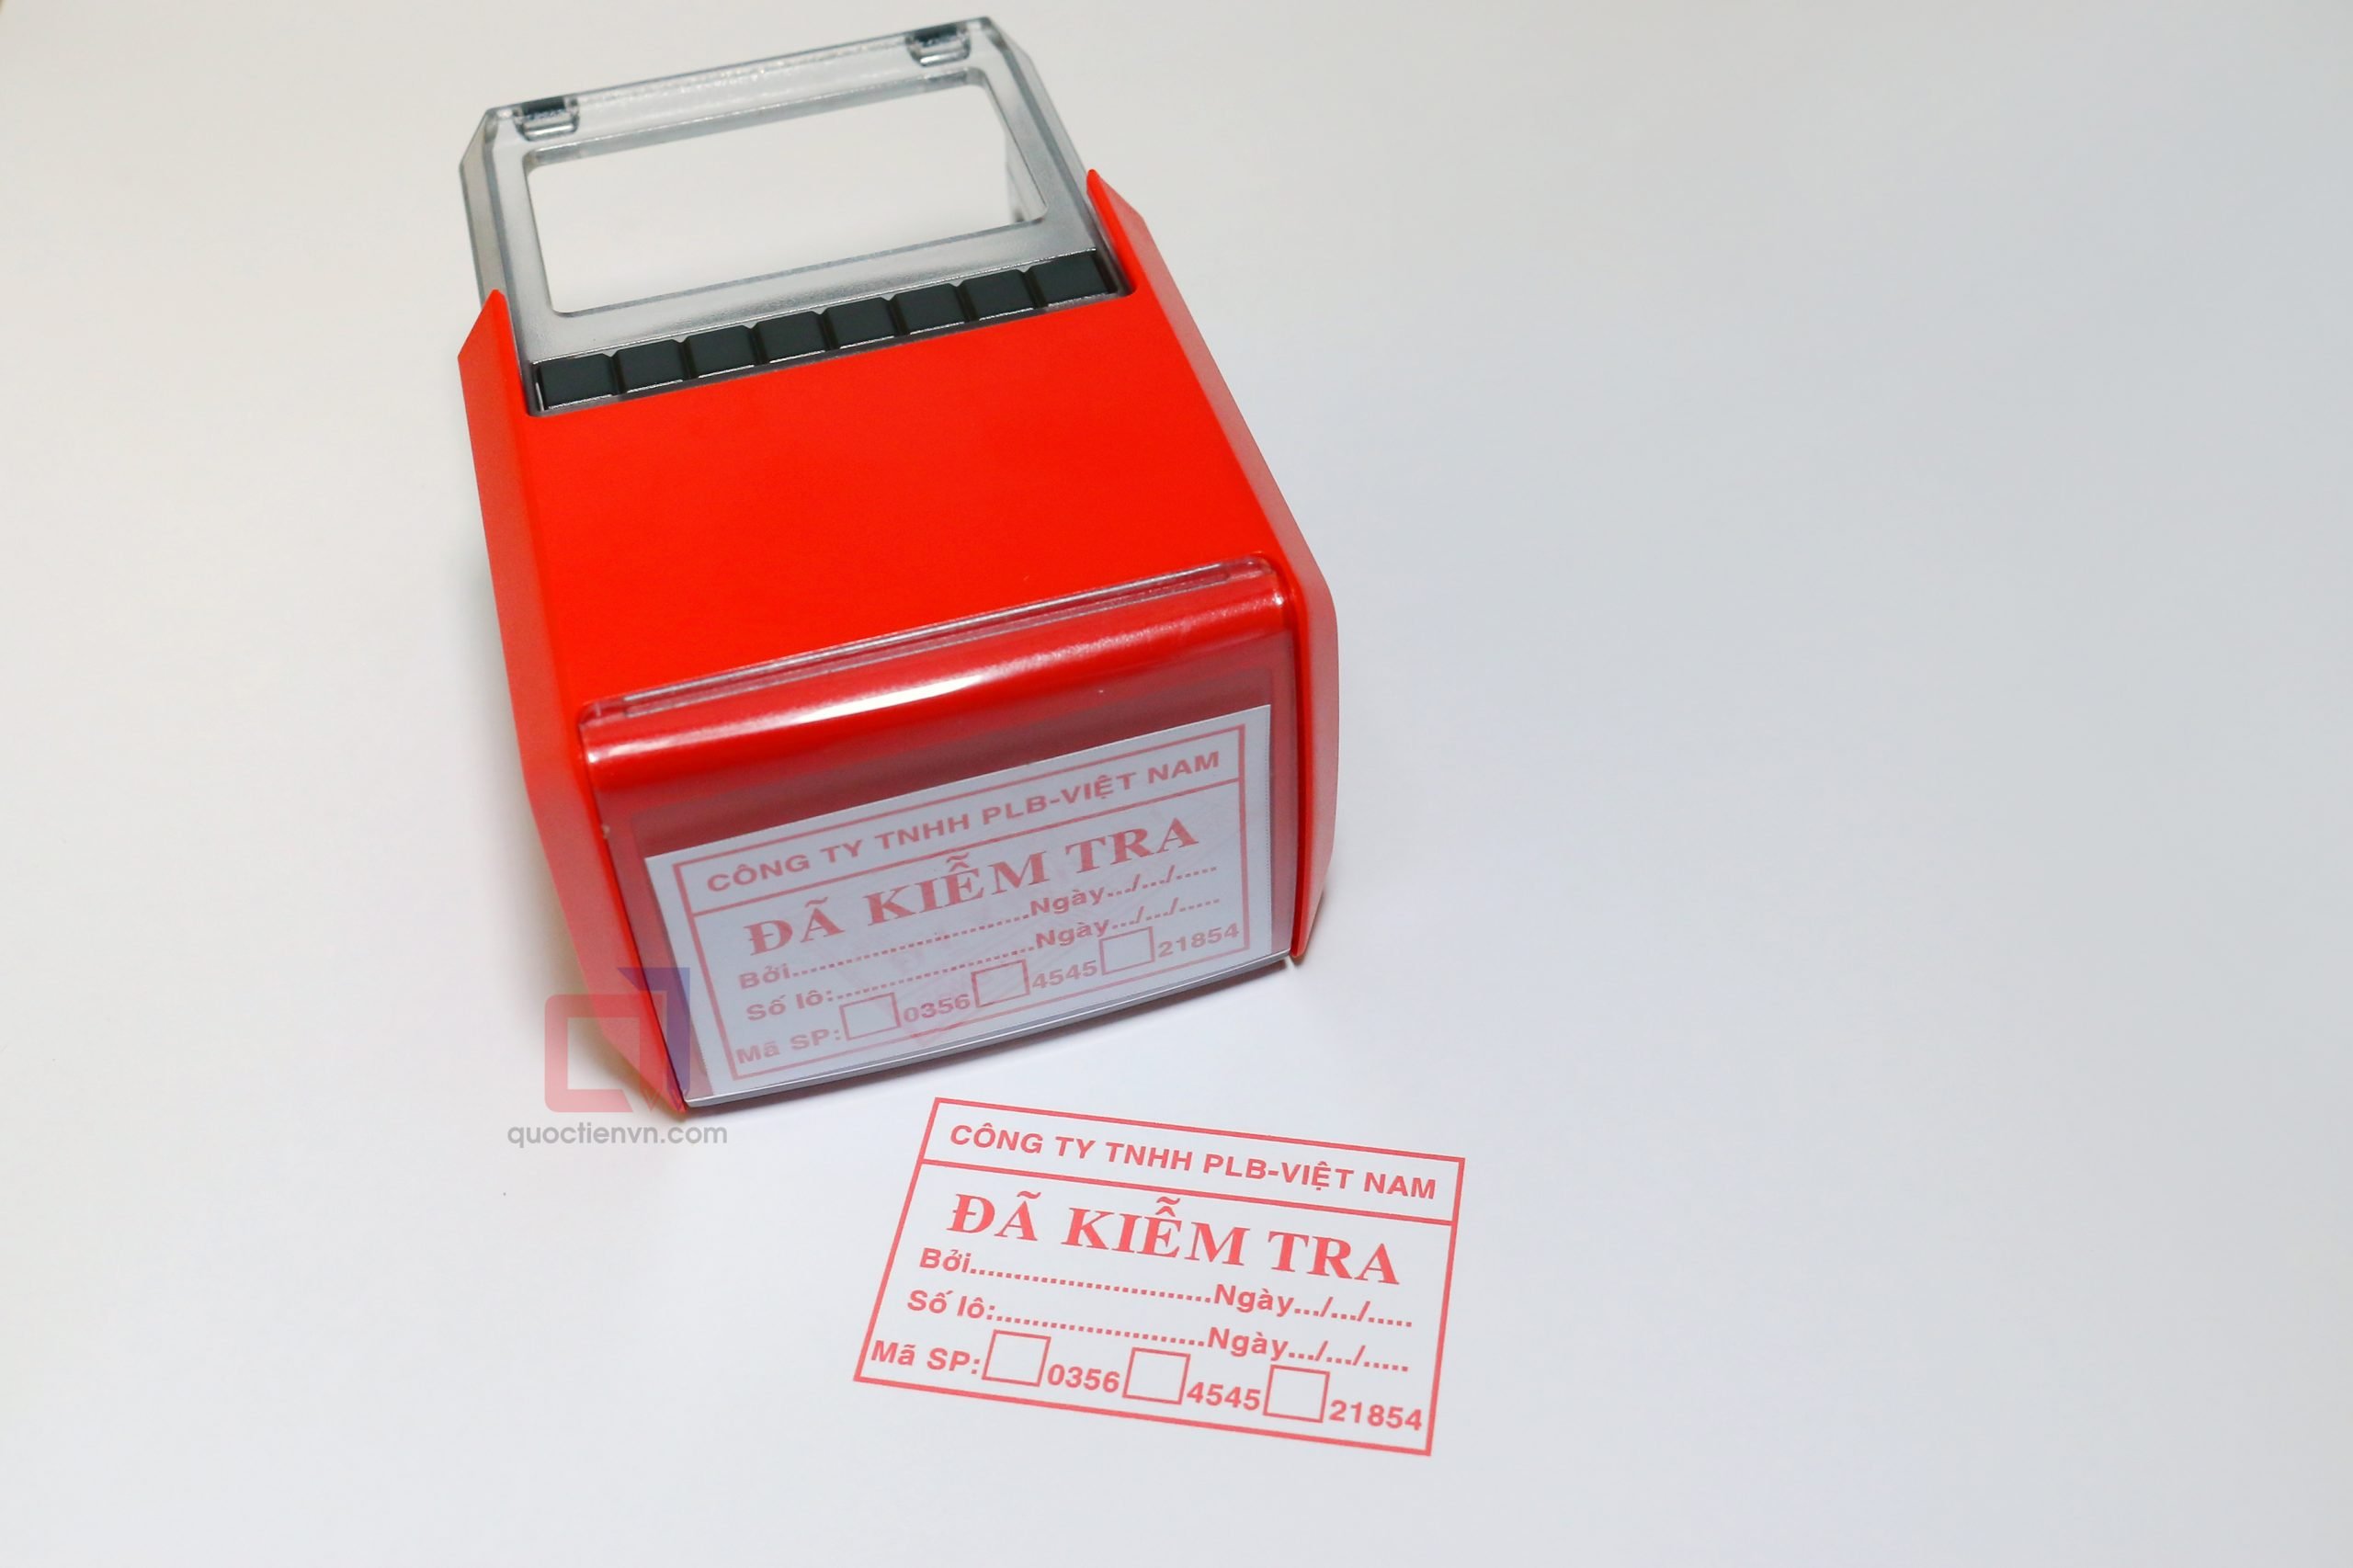 CÔNG TY TNHH PLB-VIỆT NAM
ĐÃ KIỄM TRA
Bởi............................Ngày.../.../.....
Số lô:........................Ngày.../.../.....
Mã SP: 0356 4545 21854
quoctienvn.com
CÔNG TY TNHH PLB-VIỆT NAM
ĐÃ KIỄM TRA
Bởi............................Ngày.../.../.....
Số lô:........................Ngày.../.../.....
Mã SP: 0356 4545 21854